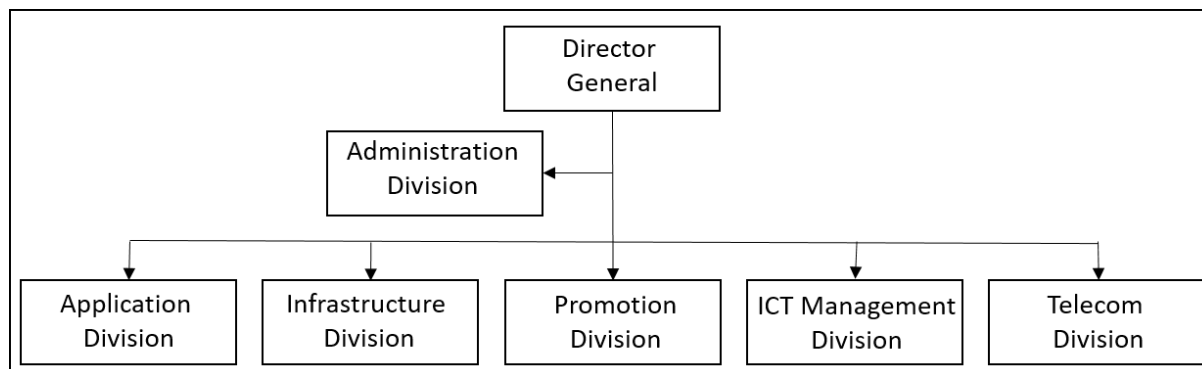 Director
General
Administration
Division
Application
Division
Infrastructure
Division
Promotion
Division
ICT Management
Division
Telecom
Division